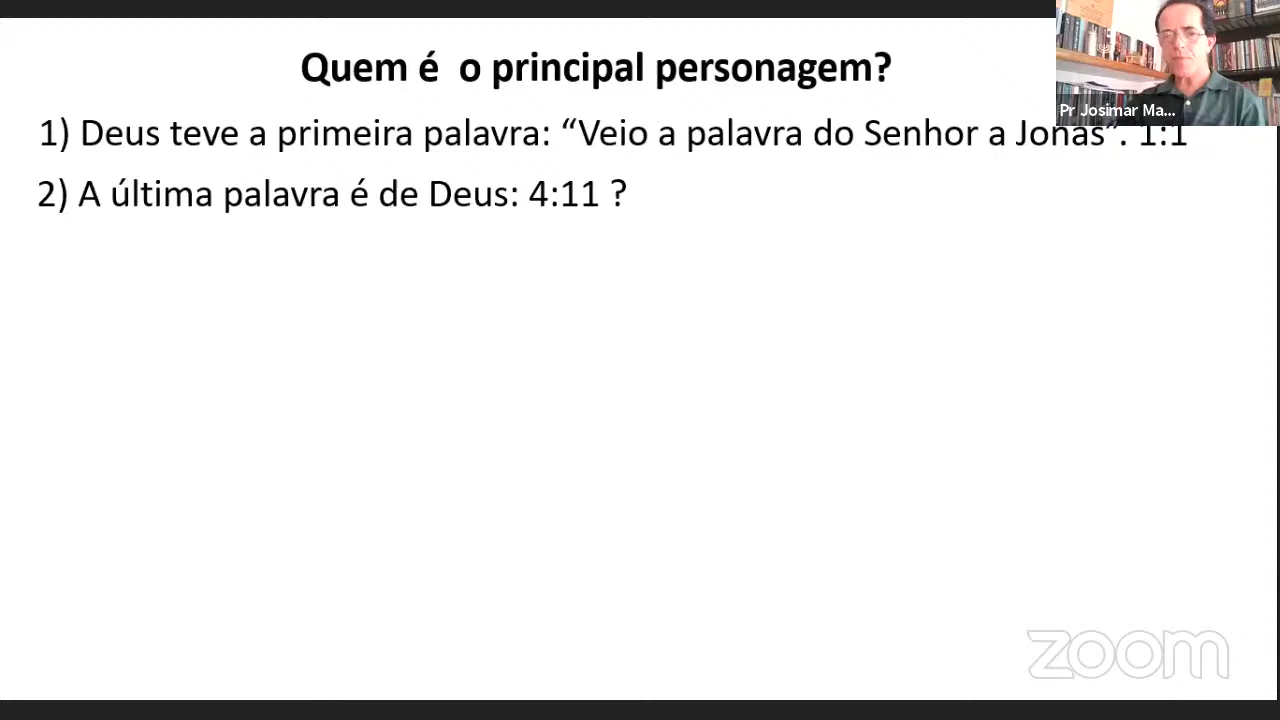 Quem é o principal personagem?
1) Deus teve a primeira palavra: “Veio a palavra do Senhor a Jonas”. 1:1
2) A última palavra é de Deus: 4:11 ?
Pr Josimar Ma...
zoom